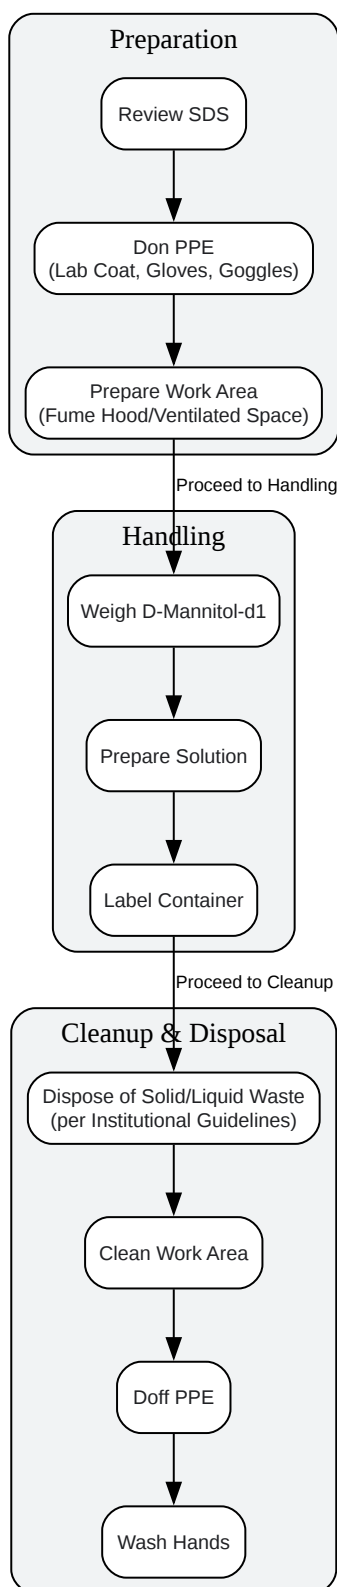 Preparation
Review SDS
Don PPE
(Lab Coat, Gloves, Goggles)
Prepare Work Area
(Fume Hood/Ventilated Space)
Proceed to Handling
Handling
Weigh D-Mannitol-d1
Prepare Solution
Label Container
Proceed to Cleanup
Cleanup & Disposal
Dispose of Solid/Liquid Waste
(per Institutional Guidelines)
Clean Work Area
Doff PPE
Wash Hands